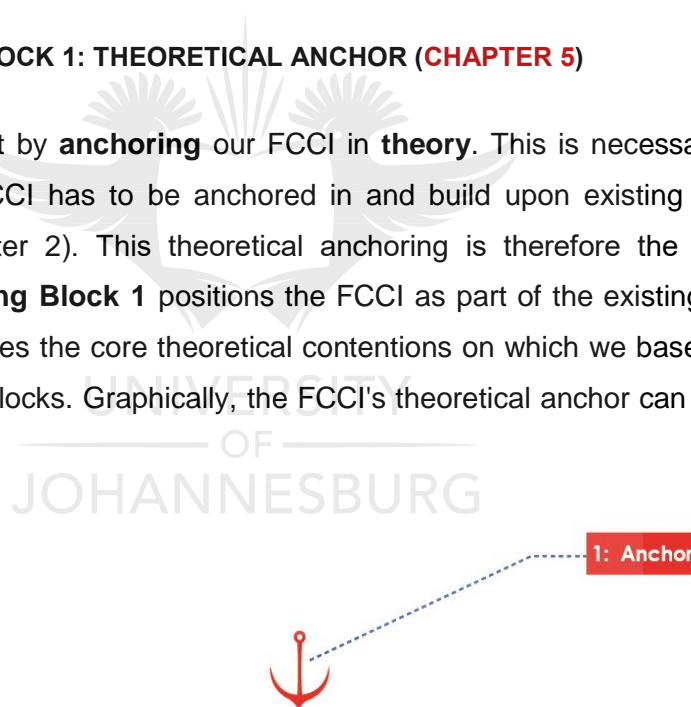 OCK 1: THEORETICAL ANCHOR (CHAPTER 5)
t by anchoring our FCCI in theory. This is necessa
CCI has to be anchored in and build upon existing
ter 2). This theoretical anchoring is therefore the
ng Block 1 positions the FCCI as part of the existing
es the core theoretical contentions on which we base
locks. Graphically, the FCCI's theoretical anchor can
UNIVERSITY
OF
JOHANNESBURG
1: Anchor